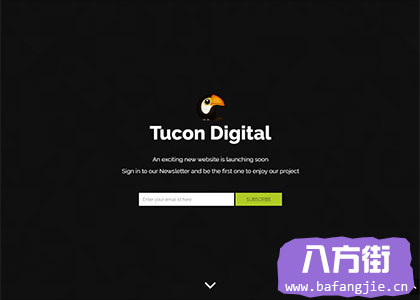 Tucon Digital
An exciting new website is launching soon
Sign in to our Newsletter and be the first one to enjoy our project
Enter your email id here
SUBSCRIBE
八方街
www.bafangjie.cn